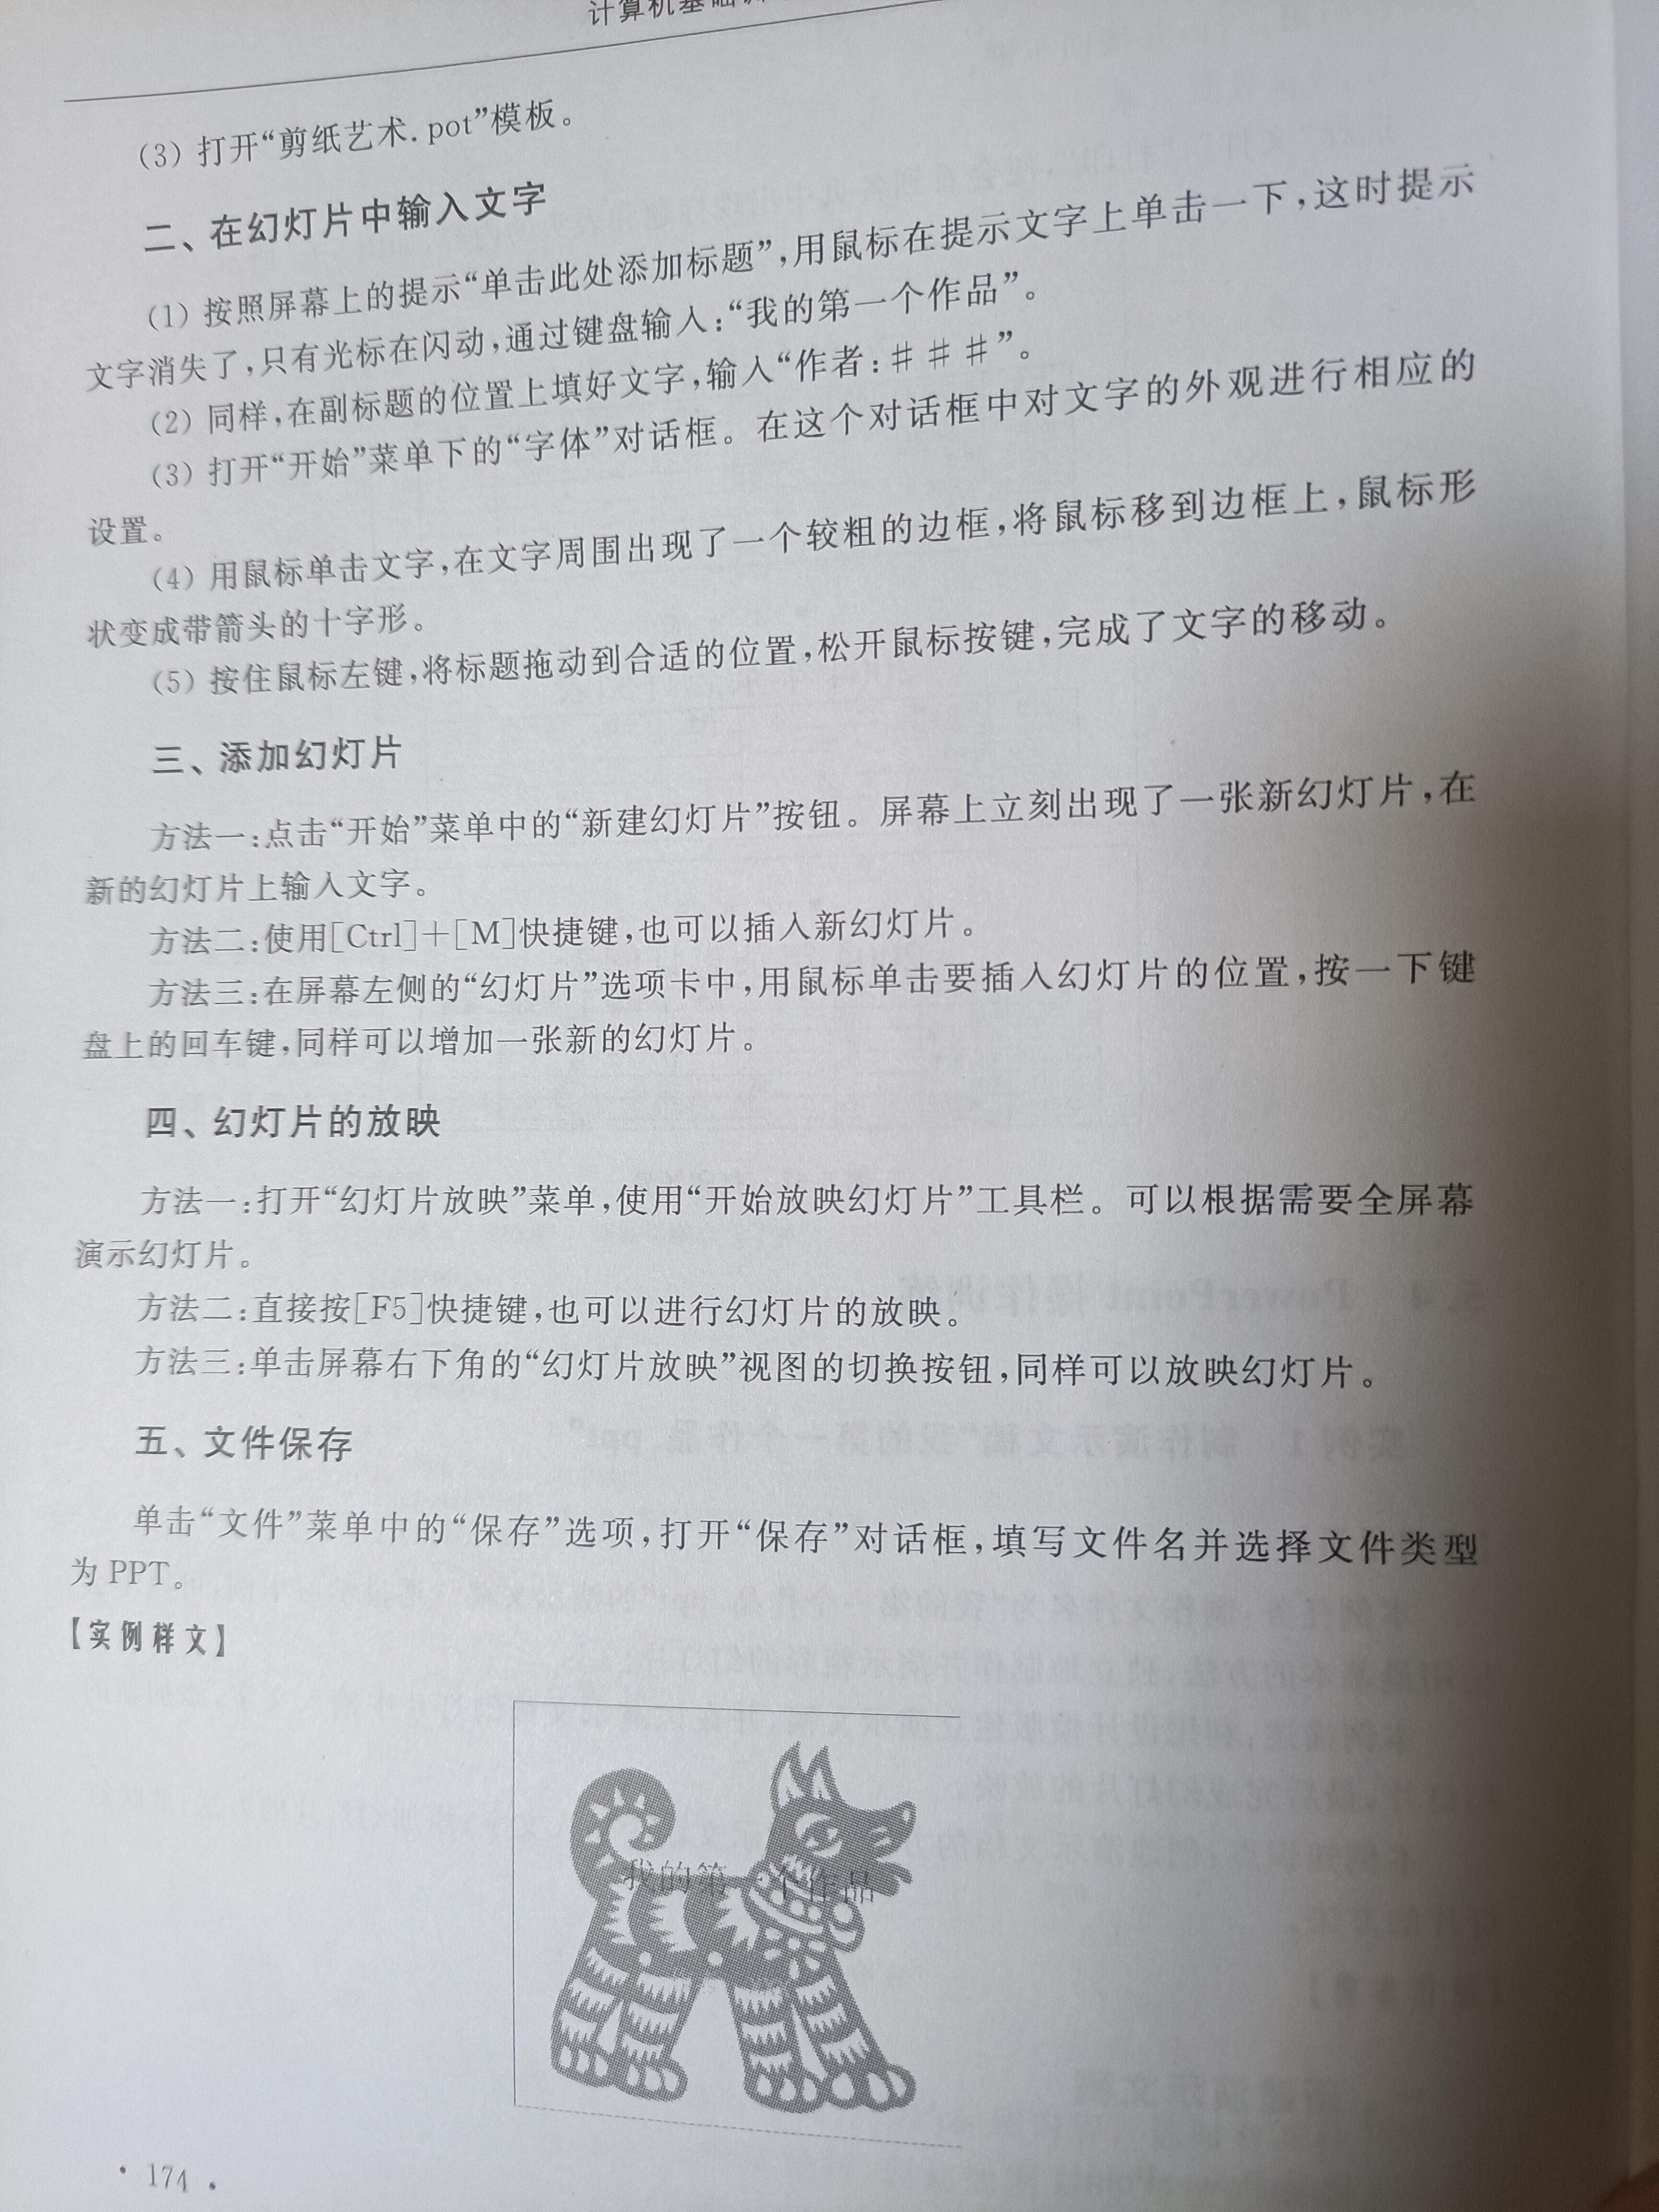 计算机基础
(3) 打开“剪纸艺术. pot”模板。
二、在幻灯片中输入文字
(1) 按照屏幕上的提示“单击此处添加标题”,用鼠标在提示文字上单击一下,这时提示
文字消失了,只有光标在闪动,通过键盘输入:“我的第一个作品”。
(2) 同样,在副标题的位置上填好文字,输入“作者:＃＃＃”。
(3) 打开“开始”菜单下的“字体”对话框。在这个对话框中对文字的外观进行相应的
设置。
(4) 用鼠标单击文字,在文字周围出现了一个较粗的边框,将鼠标移到边框上,鼠标形
状变成带箭头的十字形。
(5) 按住鼠标左键,将标题拖动到合适的位置,松开鼠标按键,完成了文字的移动。
三、添加幻灯片
方法一:点击“开始”菜单中的“新建幻灯片”按钮。屏幕上立刻出现了一张新幻灯片,在
新的幻灯片上输入文字。
方法二:使用[Ctrl]＋[M]快捷键,也可以插入新幻灯片。
方法三:在屏幕左侧的“幻灯片”选项卡中,用鼠标单击要插入幻灯片的位置,按一下键
盘上的回车键,同样可以增加一张新的幻灯片。
四、幻灯片的放映
方法一:打开“幻灯片放映”菜单,使用“开始放映幻灯片”工具栏。可以根据需要全屏幕
演示幻灯片。
方法二:直接按[F5]快捷键,也可以进行幻灯片的放映。
方法三:单击屏幕右下角的“幻灯片放映”视图的切换按钮,同样可以放映幻灯片。
五、文件保存
单击“文件”菜单中的“保存”选项,打开“保存”对话框,填写文件名并选择文件类型
为 PPT。
【实例样文】
我的第一个作品
· 174 ·